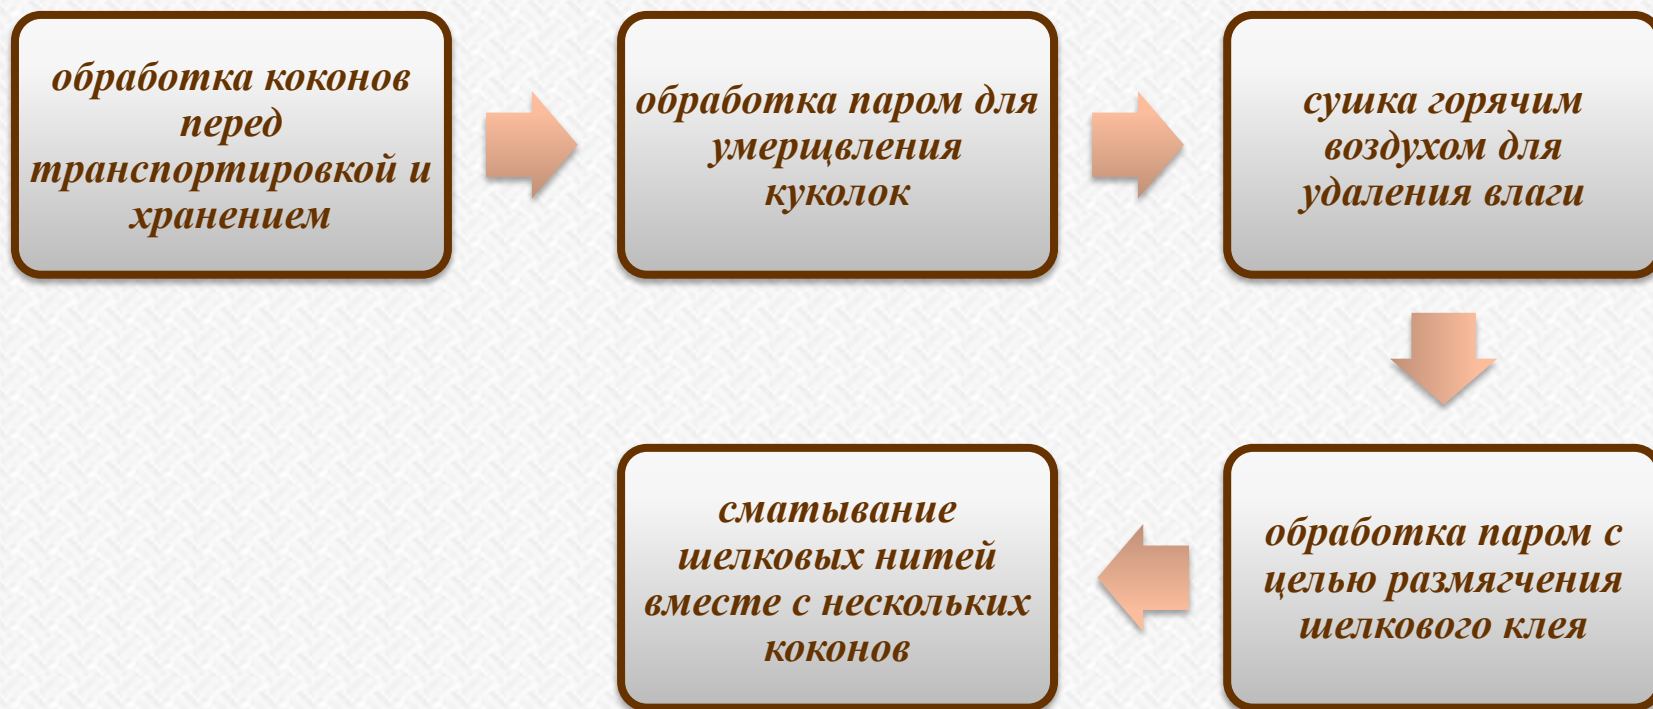 обработка коконов
перед
транспортировкой и
хранением
обработка паром для
умерщвления
куколок
сушка горячим
воздухом для
удаления влаги
обработка паром с
целью размягчения
шелкового клея
сматывание
шелковых нитей
вместе с нескольких
коконов